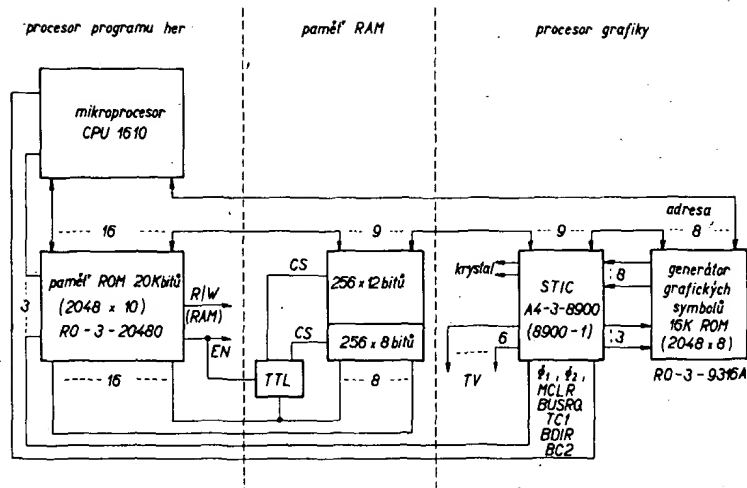 procesor programu her
paměť RAM
procesor grafiky
mikroprocesor
CPU 1610
adresa
16
9
9
8
3
paměť ROM 20Kbitů
(2048 x 10)
RO-3-20480
R/W
(RAM)
EN
CS
CS
256 x 12 bitů
256 x 8 bitů
TTL
krystal
STIC
A4-3-8900
(8900-1)
8
3
6
TV
generátor
grafických
symbolů
16K ROM
(2048 x 8)
RO-3-9316A
16
8
ϕ1, ϕ2,
MCLR
BUSRQ
TC1
BDIR
BC2